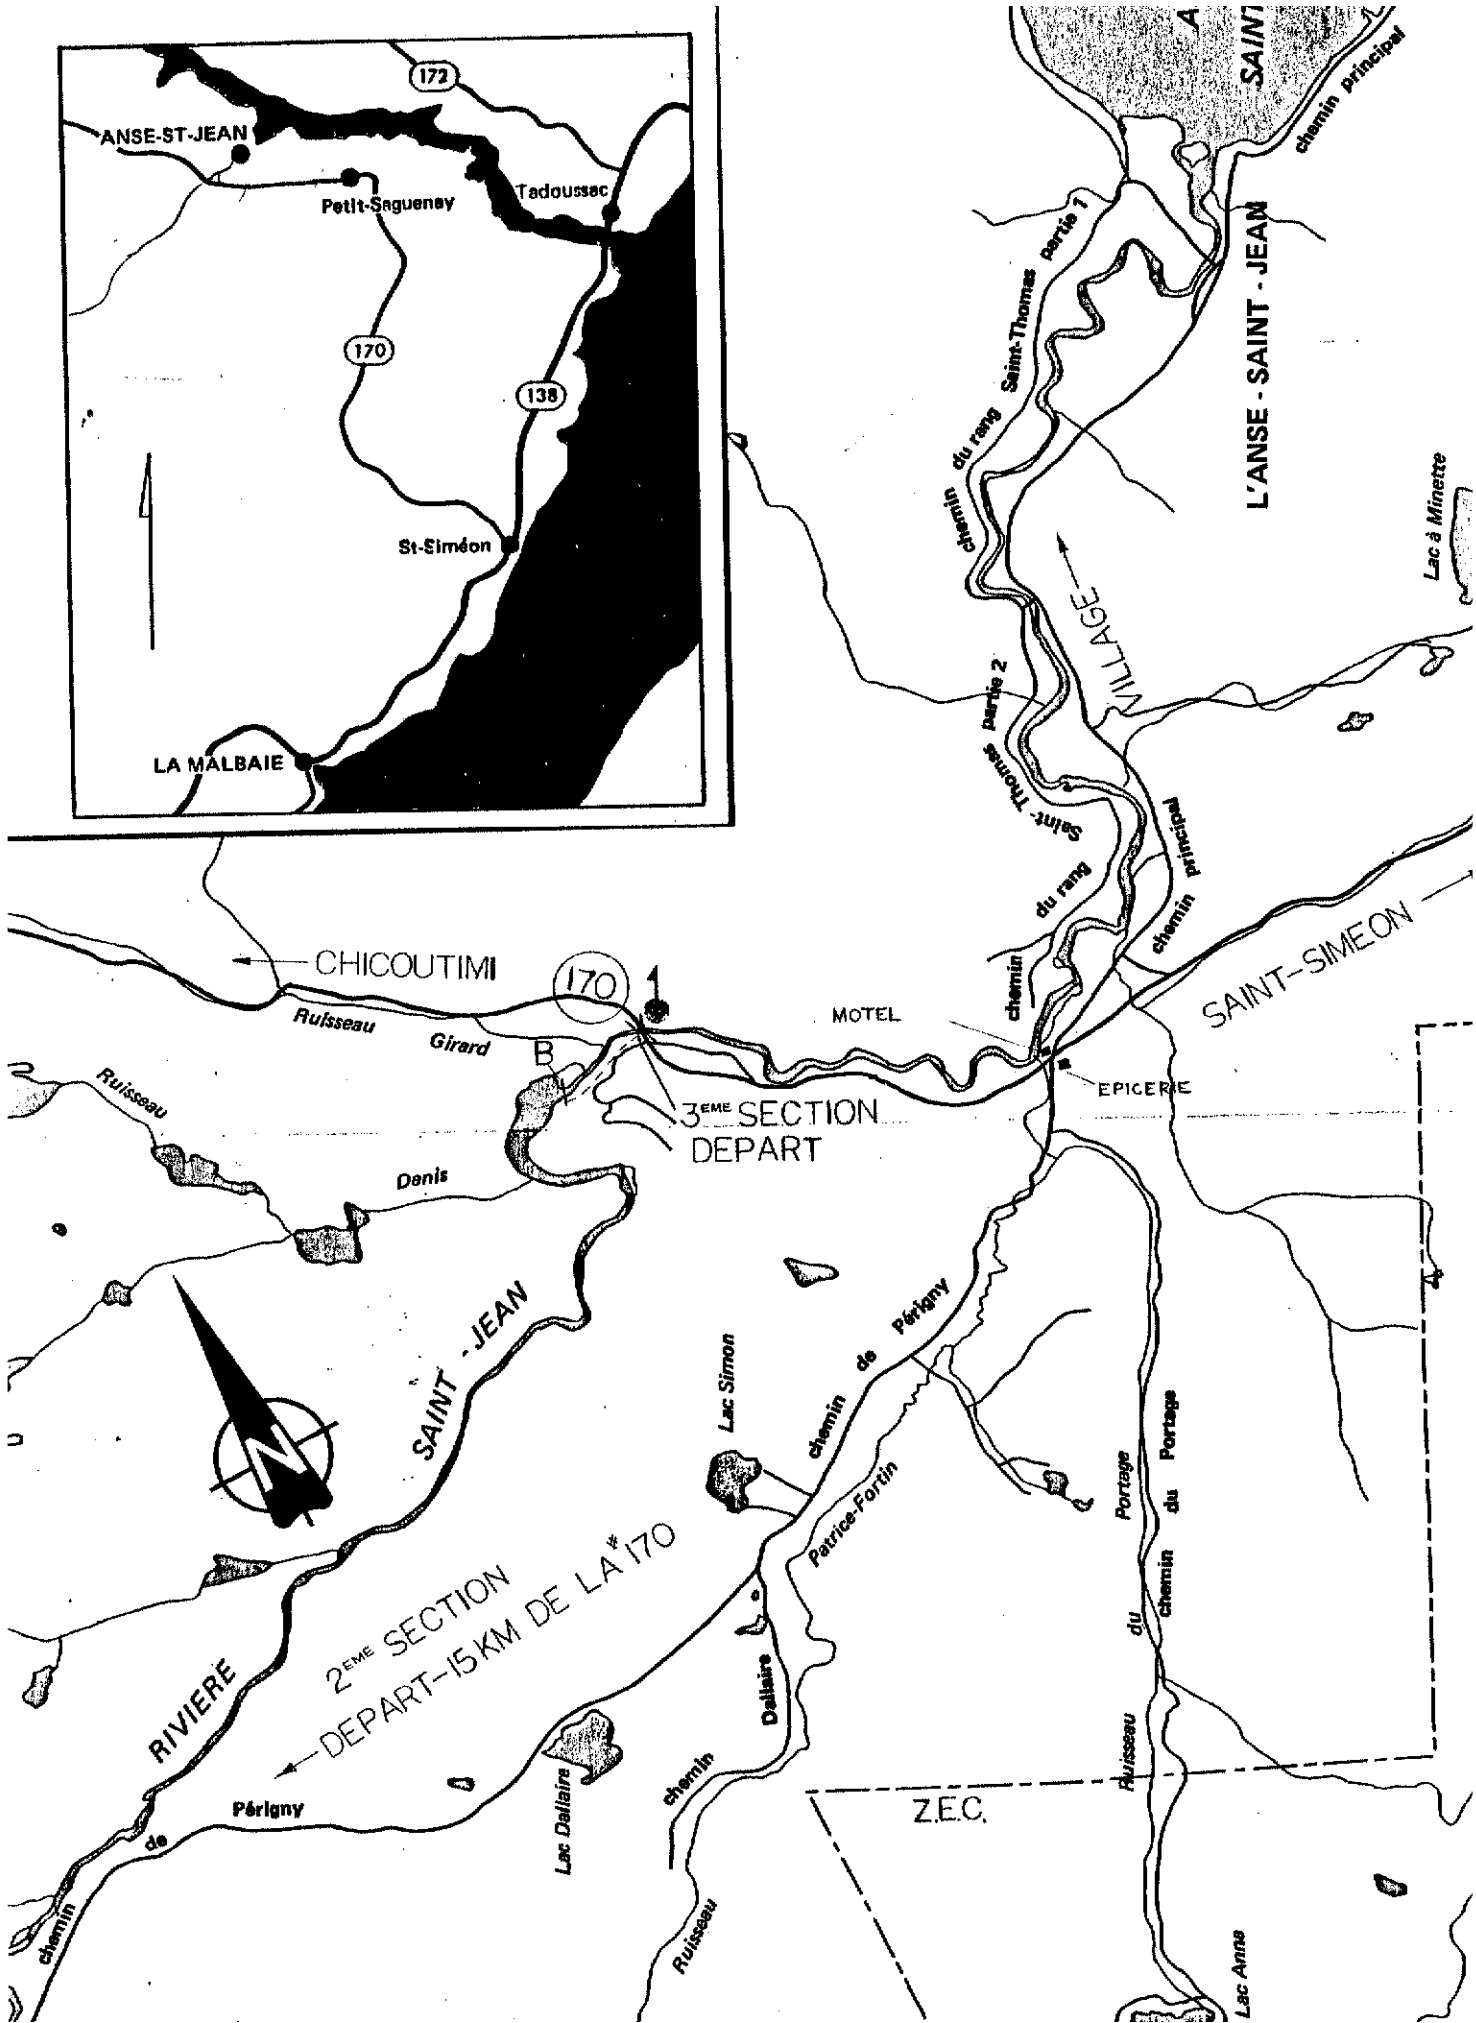 172
ANSE-ST-JEAN
Petit-Saguenay
Tadoussac
170
138
St-Siméon
LA MALBAIE
A
SAINT
chemin principal
chemin du rang Saint-Thomas partie 1
L'ANSE - SAINT - JEAN
Lac à Minette
VILLAGE
chemin du rang Saint-Thomas partie 2
chemin principal
SAINT-SIMEON
CHICOUTIMI
170
1
Ruisseau Girard
B
MOTEL
EPICERIE
3EME SECTION
DEPART
Ruisseau Denis
N
RIVIERE SAINT-JEAN
Lac Simon
chemin de Périgny
Ruisseau Patrice-Fortin
Ruisseau du Portage
chemin du Portage
2EME SECTION
DEPART-15 KM DE LA #170
chemin Dallaire
Lac Dallaire
chemin de Périgny
Z.E.C.
Lac Anna